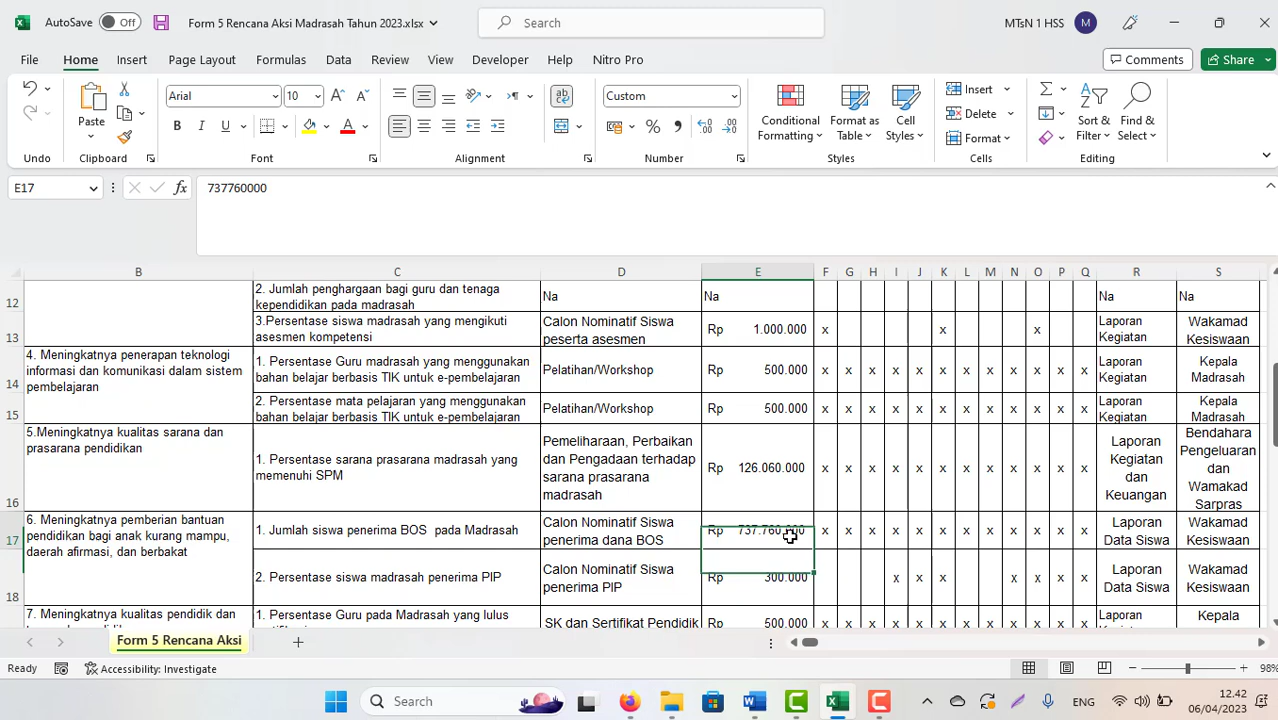 AutoSave Off Form 5 Rencana Aksi Madrasah Tahun 2023.xlsx Search MTsN 1 HSS M
File Home Insert Page Layout Formulas Data Review View Developer Help Nitro Pro Comments Share
Paste Arial 10 Custom Conditional Formatting Format as Table Cell Styles Insert Delete Format Sort & Filter Find & Select
B I U A % ,
Undo Clipboard Font Alignment Number Styles Cells Editing
E17 fx 737760000
B C D E F G H I J K L M N O P Q R S
12 2. Jumlah penghargaan bagi guru dan tenaga Na Na Na Na
kependidikan pada madrasah
13 3.Persentase siswa madrasah yang mengikuti Calon Nominatif Siswa Rp 1.000.000 x x x Laporan Wakamad
asesmen kompetensi peserta asesmen Kegiatan Kesiswaan
4. Meningkatnya penerapan teknologi
informasi dan komunikasi dalam sistem
pembelajaran
14 1. Persentase Guru madrasah yang menggunakan Pelatihan/Workshop Rp 500.000 x x x x x x x x x x x x Laporan Kepala
bahan belajar berbasis TIK untuk e-pembelajaran Kegiatan Madrasah
15 2. Persentase mata pelajaran yang menggunakan Pelatihan/Workshop Rp 500.000 x x x x x x x x x x x x Laporan Kepala
bahan belajar berbasis TIK untuk e-pembelajaran Kegiatan Madrasah
5.Meningkatnya kualitas sarana dan
prasarana pendidikan
16 1. Persentase sarana prasarana madrasah yang
memenuhi SPM
Pemeliharaan, Perbaikan
dan Pengadaan terhadap
sarana prasarana
madrasah
Rp 126.060.000 x x x x x x x x x x x x
Laporan
Kegiatan
dan
Keuangan
Bendahara
Pengeluaran
dan
Wamakad
Sarpras
6. Meningkatnya pemberian bantuan
pendidikan bagi anak kurang mampu,
daerah afirmasi, dan berbakat
17 1. Jumlah siswa penerima BOS pada Madrasah Calon Nominatif Siswa Rp 737.760.000 x x x x x x x x x x x x Laporan Wakamad
penerima dana BOS Data Siswa Kesiswaan
18 2. Persentase siswa madrasah penerima PIP Calon Nominatif Siswa Rp 300.000 x x x x x x Laporan Wakamad
penerima PIP Data Siswa Kesiswaan
7. Meningkatnya kualitas pendidik dan 1. Persentase Guru pada Madrasah yang lulus SK dan Sertifikat Pendidik Rp 500.000 x x x x x x x x x x x x Laporan Kepala
Form 5 Rencana Aksi
Ready Accessibility: Investigate 98%
Search ENG 12.42
06/04/2023